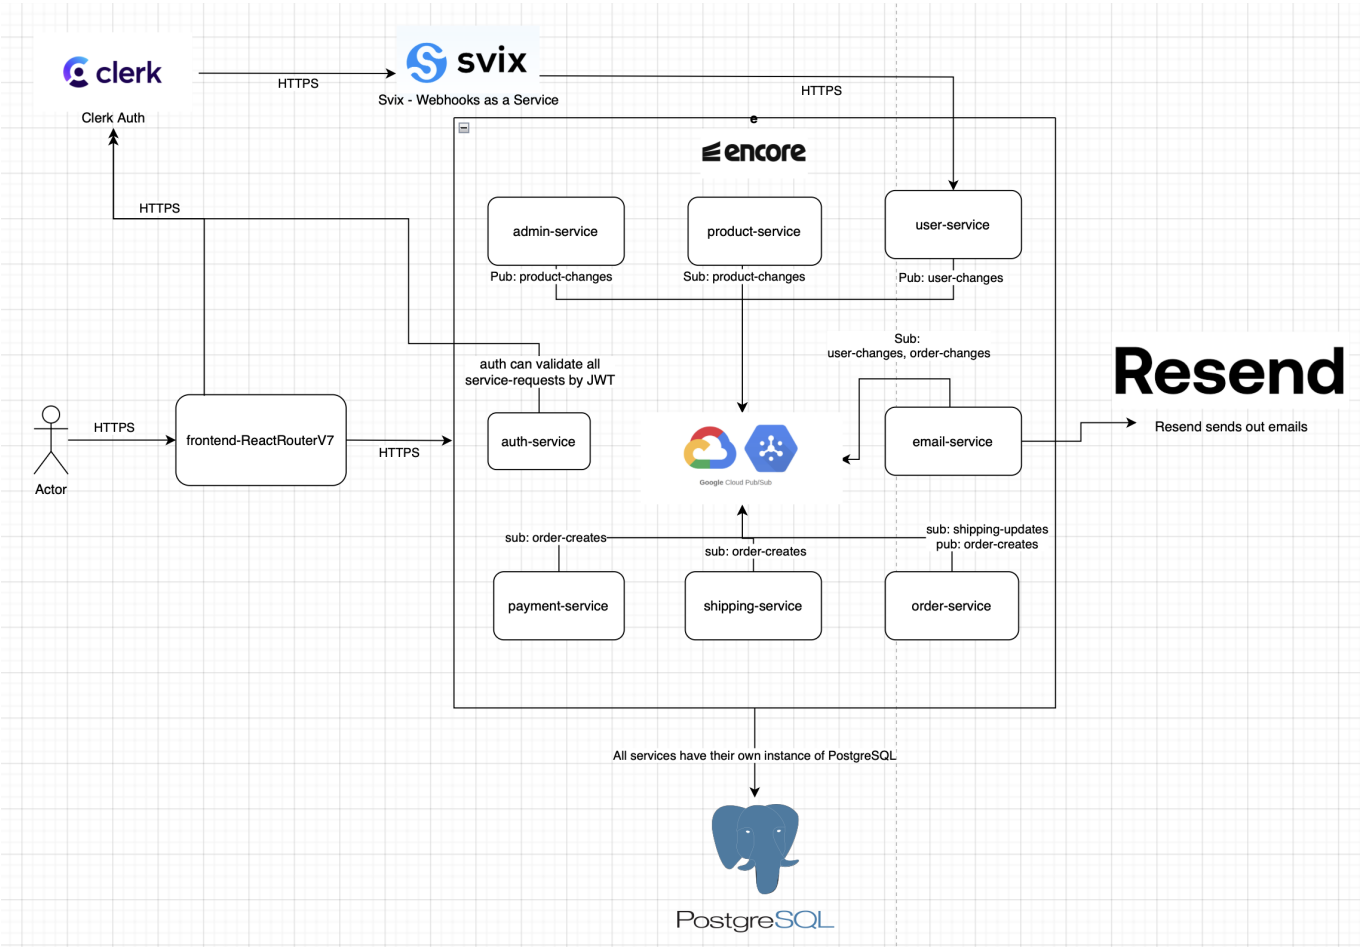 clerk
Clerk Auth
HTTPS
svix
Svix - Webhooks as a Service
HTTPS
e
encore
HTTPS
admin-service
product-service
user-service
Pub: product-changes
Sub: product-changes
Pub: user-changes
Sub:
user-changes, order-changes
auth can validate all
service-requests by JWT
Resend
Resend sends out emails
Actor
HTTPS
frontend-ReactRouterV7
HTTPS
auth-service
Google Cloud Pub/Sub
email-service
sub: order-creates
sub: order-creates
sub: shipping-updates
pub: order-creates
payment-service
shipping-service
order-service
All services have their own instance of PostgreSQL
PostgreSQL